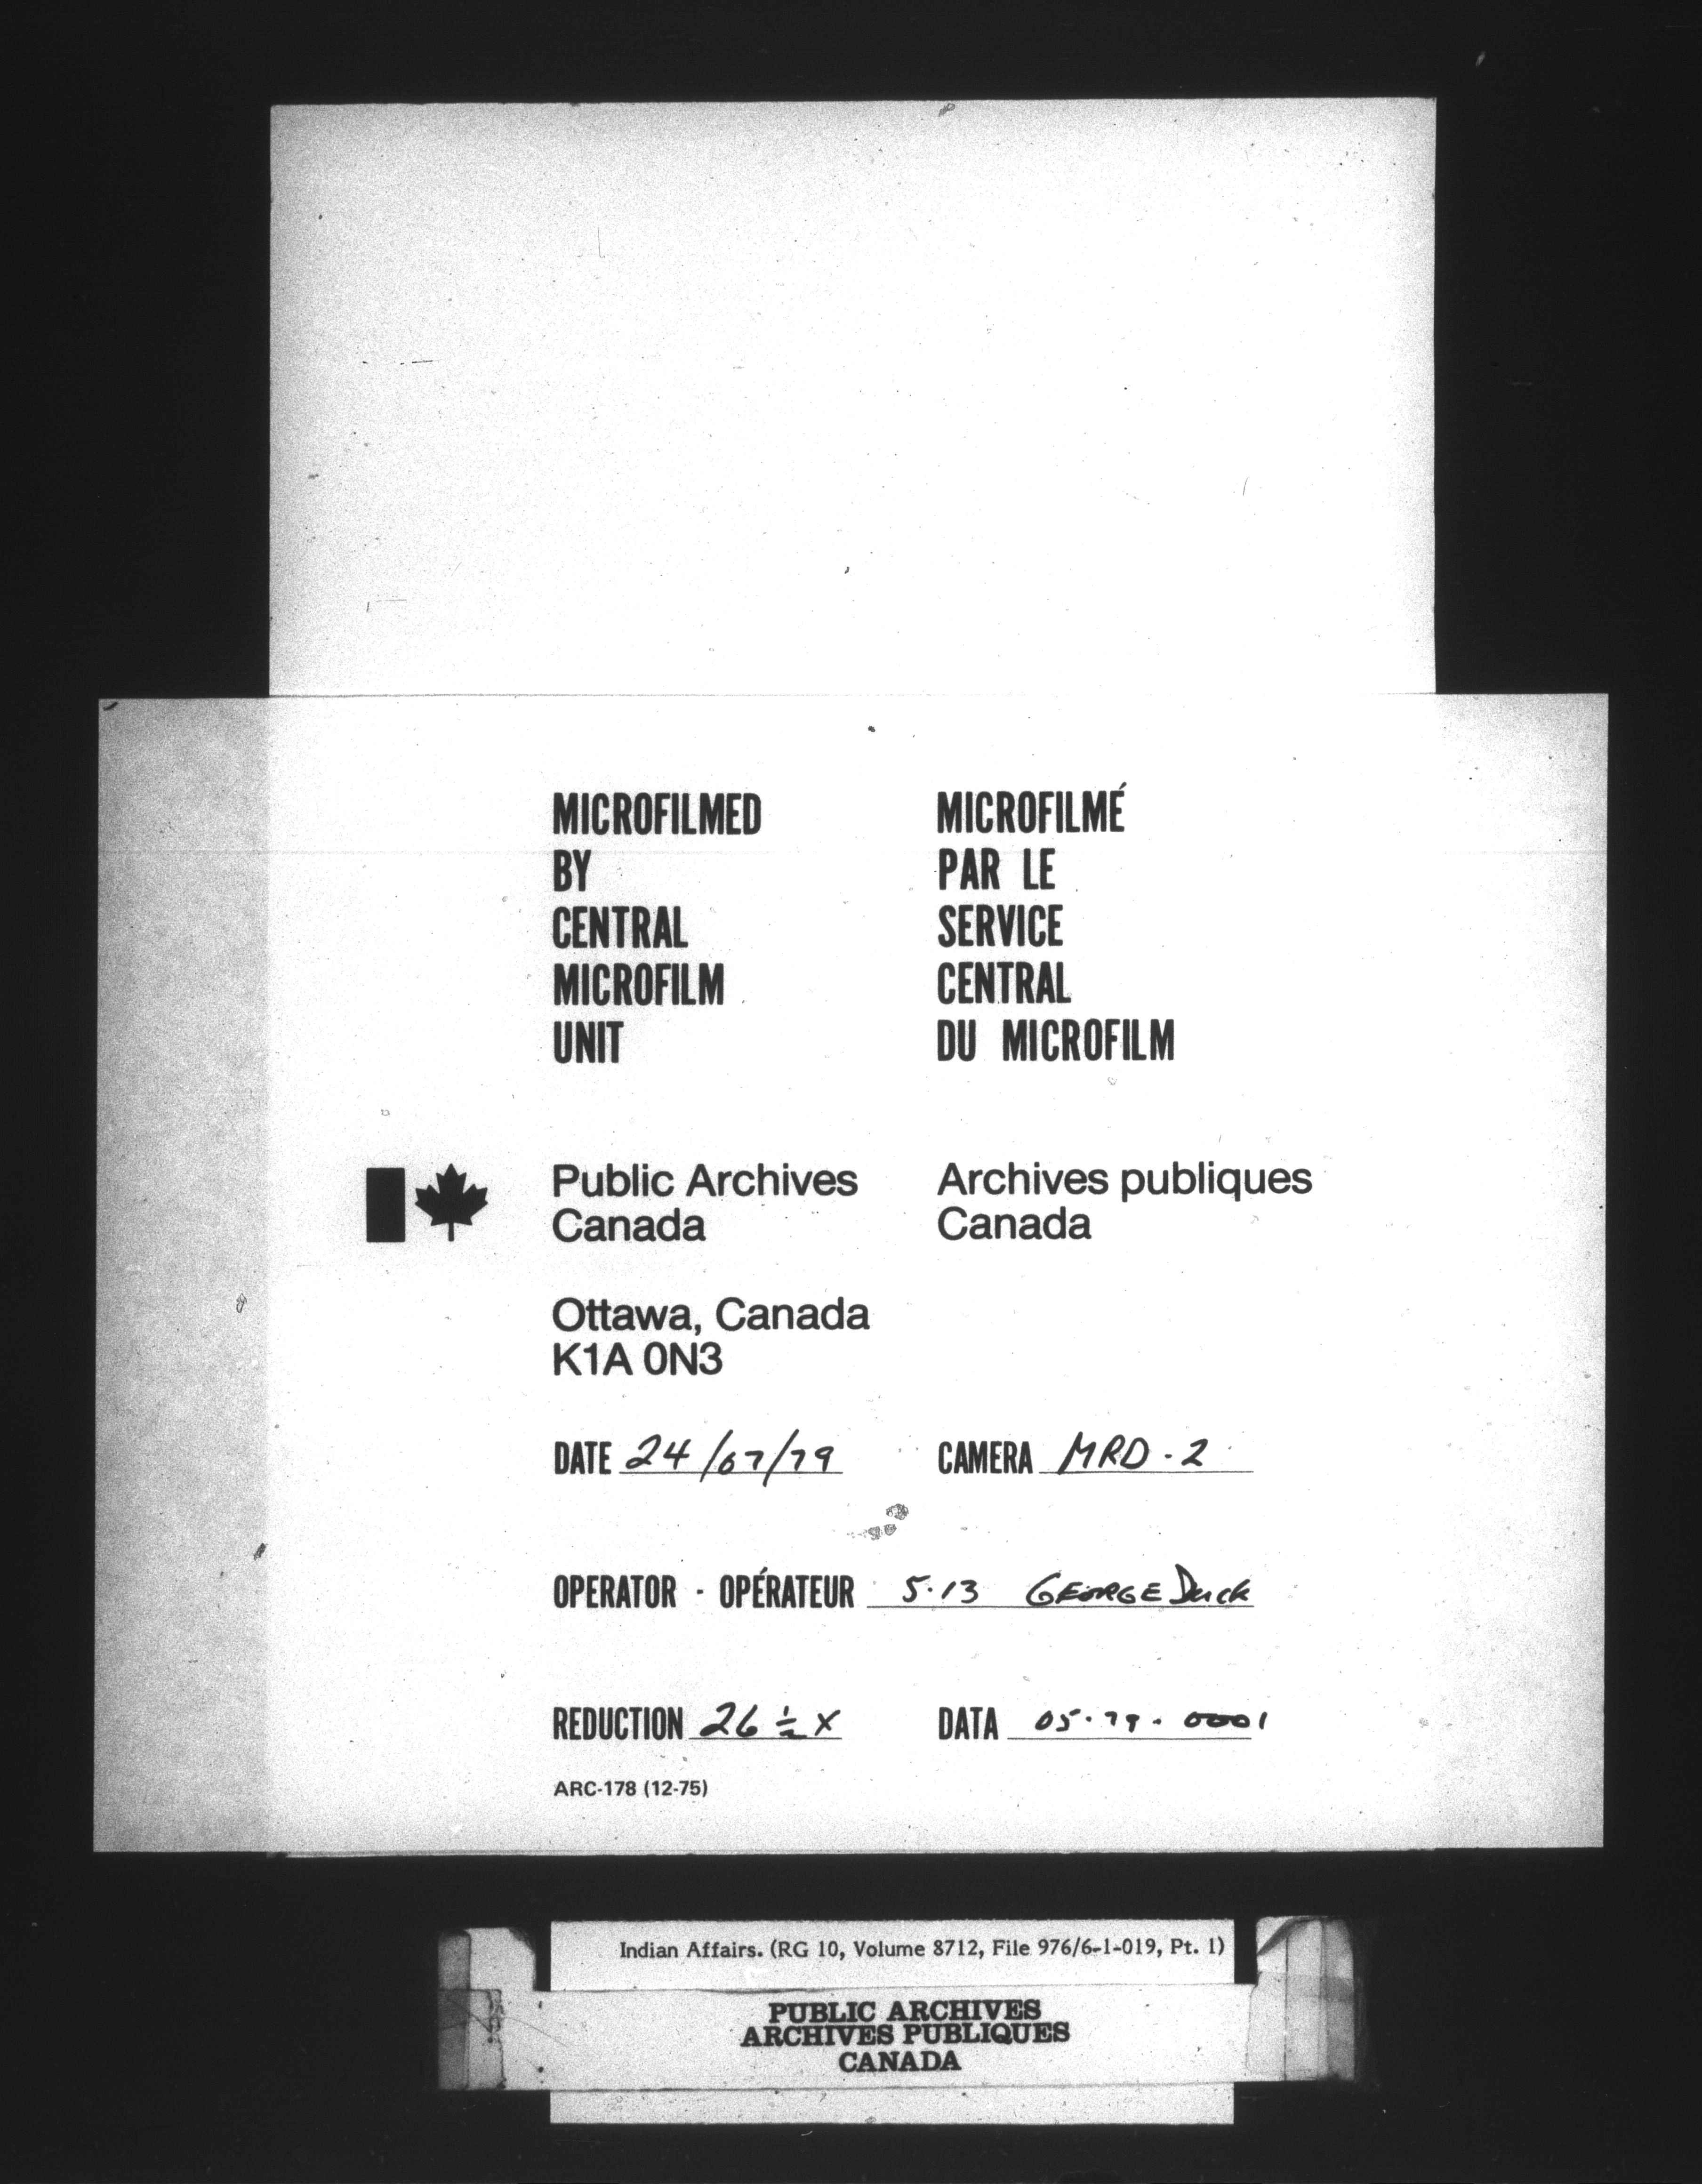 MICROFILMED
BY
CENTRAL
MICROFILM
UNIT
MICROFILMÉ
PAR LE
SERVICE
CENTRAL
DU MICROFILM
Public Archives
Canada
Archives publiques
Canada
Ottawa, Canada
K1A 0N3
DATE 24/07/79
CAMERA MRD-2
OPERATOR - OPÉRATEUR 5·13 GEORGE Duck
REDUCTION 26 ½ X
DATA 05·79·0001
ARC-178 (12-75)
Indian Affairs. (RG 10, Volume 8712, File 976/6-1-019, Pt. 1)
PUBLIC ARCHIVES
ARCHIVES PUBLIQUES
CANADA